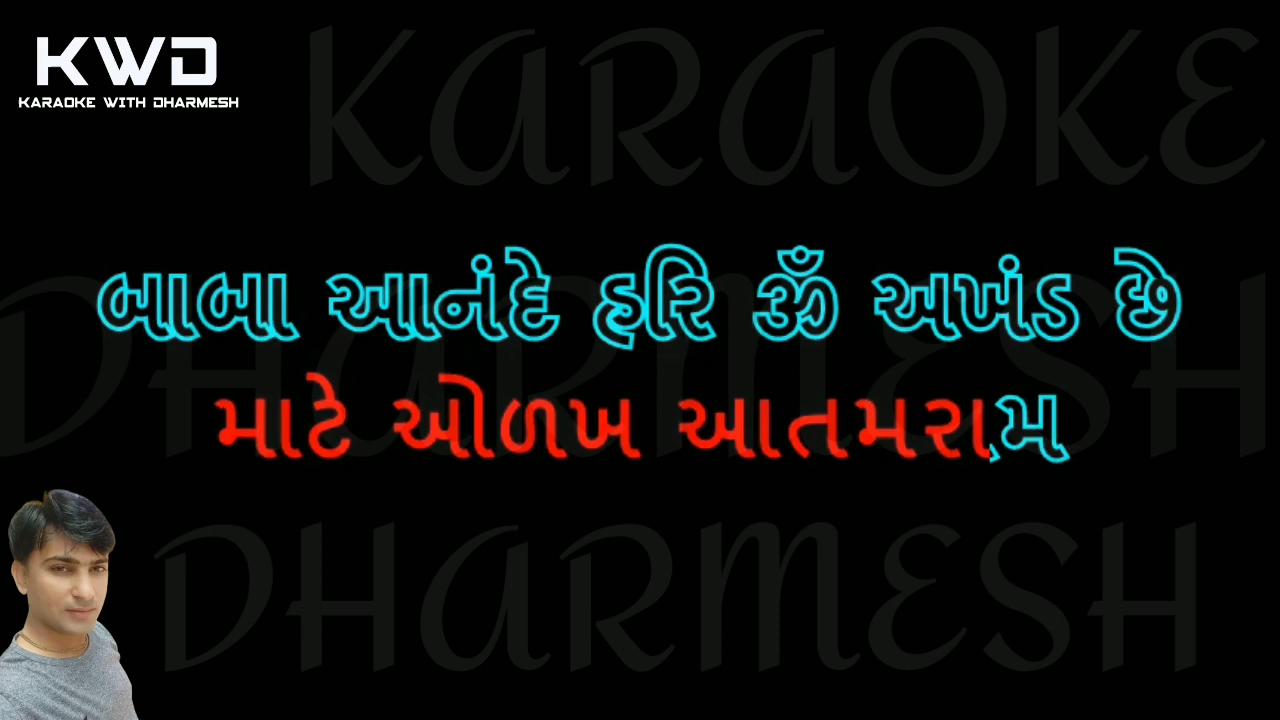 KWD
KARAOKE WITH DHARMESH
KARAOKE
બાબા આનંદે હરિ ૐ અખંડ છે
DHARMESH
માટે ઓળખ આતમરામ
DHARMESH